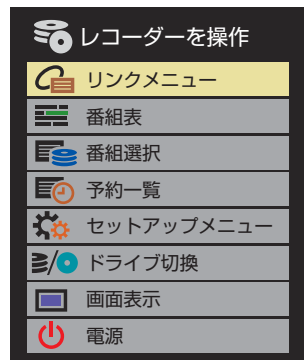 レコーダーを操作
リンクメニュー
番組表
番組選択
予約一覧
セットアップメニュー
ドライブ切換
画面表示
電源